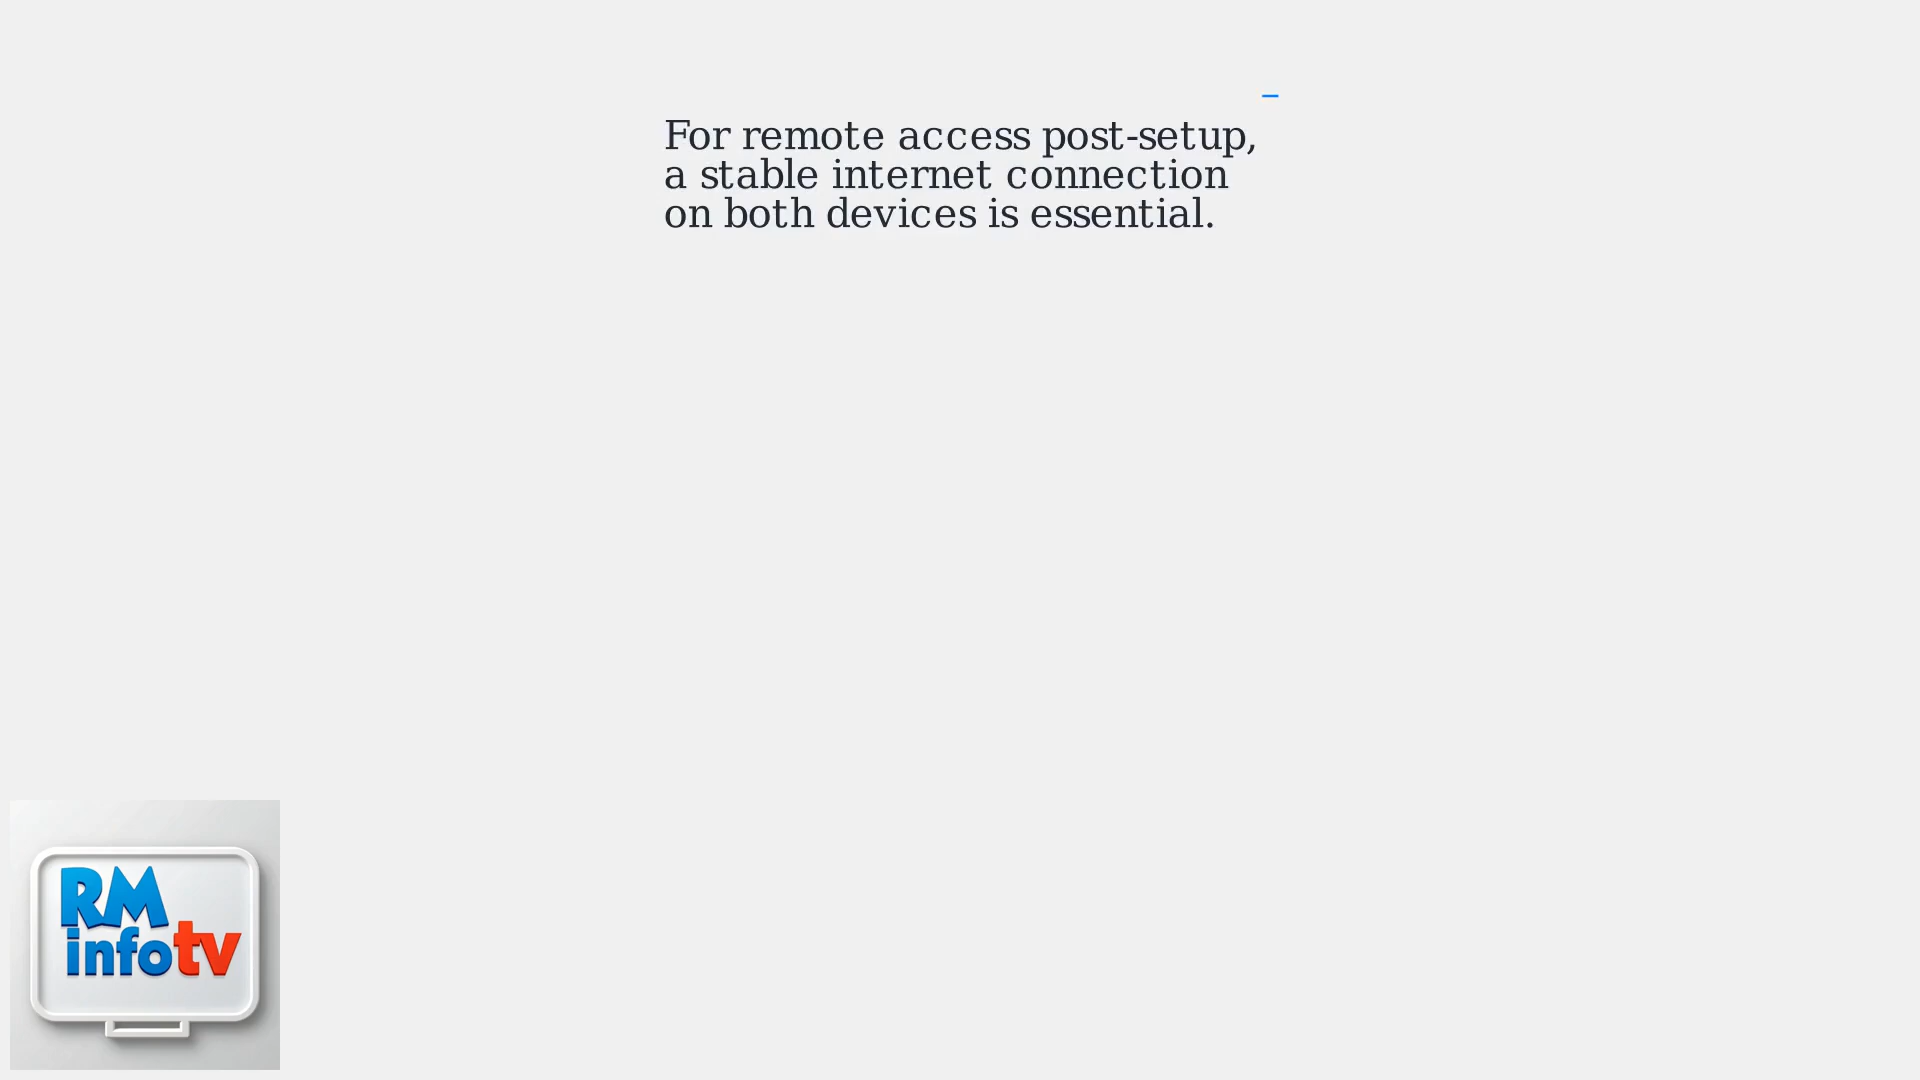 For remote access post-setup,
a stable internet connection
on both devices is essential.
RM
infotv